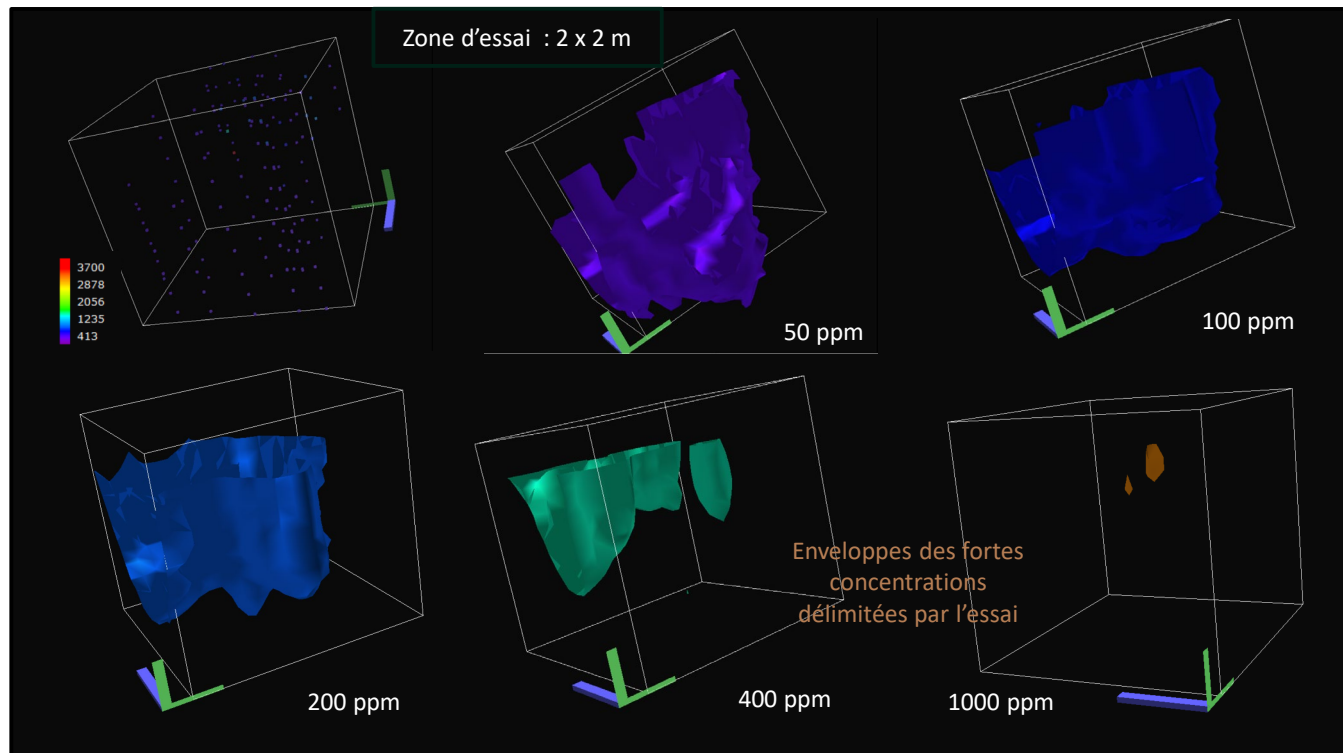 Zone d’essai : 2 x 2 m
3700
2878
2056
1235
413
50 ppm
100 ppm
200 ppm
400 ppm
Enveloppes des fortes
concentrations
délimitées par l’essai
1000 ppm